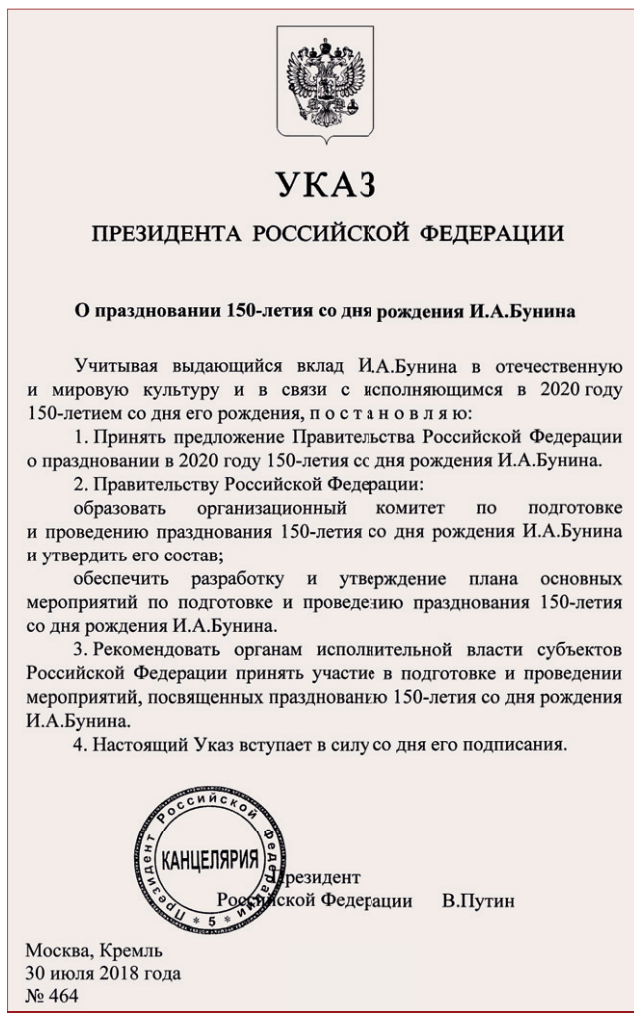 УКАЗ
ПРЕЗИДЕНТА РОССИЙСКОЙ ФЕДЕРАЦИИ
О праздновании 150-летия со дня рождения И.А.Бунина
Учитывая выдающийся вклад И.А.Бунина в отечественную
и мировую культуру и в связи с исполняющимся в 2020 году
150-летием со дня его рождения, п о с т а н о в л я ю:
1. Принять предложение Правительства Российской Федерации
о праздновании в 2020 году 150-летия со дня рождения И.А.Бунина.
2. Правительству Российской Федерации:
образовать организационный комитет по подготовке
и проведению празднования 150-летия со дня рождения И.А.Бунина
и утвердить его состав;
обеспечить разработку и утверждение плана основных
мероприятий по подготовке и проведению празднования 150-летия
со дня рождения И.А.Бунина.
3. Рекомендовать органам исполнительной власти субъектов
Российской Федерации принять участие в подготовке и проведении
мероприятий, посвященных празднованию 150-летия со дня рождения
И.А.Бунина.
4. Настоящий Указ вступает в силу со дня его подписания.
Президент Российской Федерации
* 5 *
КАНЦЕЛЯРИЯ
Президент
Российской Федерации В.Путин
Москва, Кремль
30 июля 2018 года
№ 464